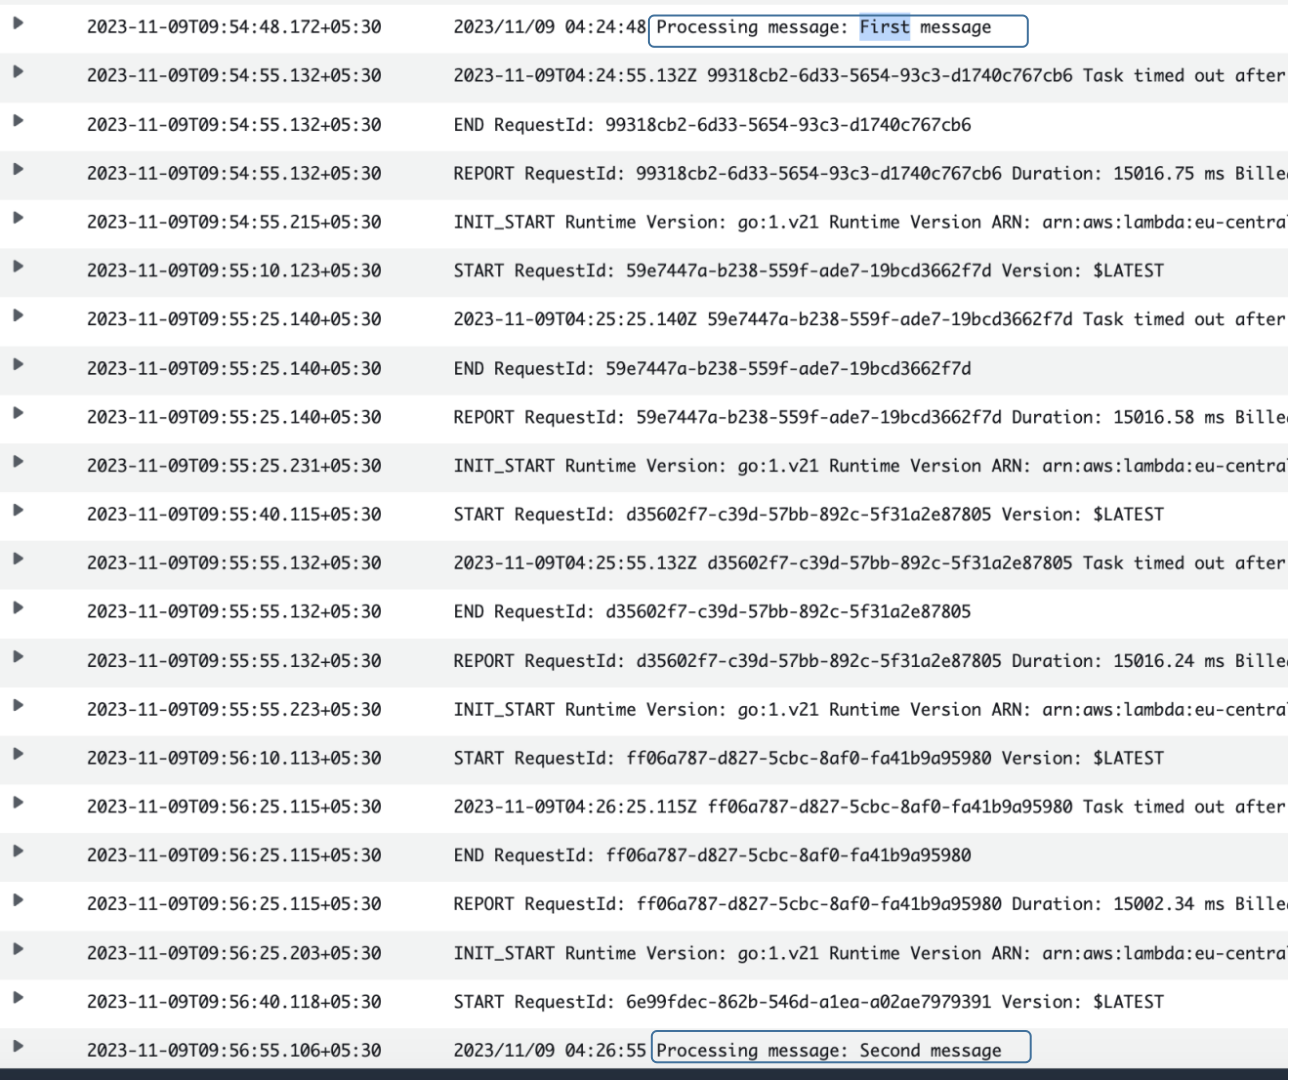 2023-11-09T09:54:48.172+05:30 2023/11/09 04:24:48 Processing message: First message
2023-11-09T09:54:55.132+05:30 2023-11-09T04:24:55.132Z 99318cb2-6d33-5654-93c3-d1740c767cb6 Task timed out after
2023-11-09T09:54:55.132+05:30 END RequestId: 99318cb2-6d33-5654-93c3-d1740c767cb6
2023-11-09T09:54:55.132+05:30 REPORT RequestId: 99318cb2-6d33-5654-93c3-d1740c767cb6 Duration: 15016.75 ms Bille
2023-11-09T09:54:55.215+05:30 INIT_START Runtime Version: go:1.v21 Runtime Version ARN: arn:aws:lambda:eu-central
2023-11-09T09:55:10.123+05:30 START RequestId: 59e7447a-b238-559f-ade7-19bcd3662f7d Version: $LATEST
2023-11-09T09:55:25.140+05:30 2023-11-09T04:25:25.140Z 59e7447a-b238-559f-ade7-19bcd3662f7d Task timed out after
2023-11-09T09:55:25.140+05:30 END RequestId: 59e7447a-b238-559f-ade7-19bcd3662f7d
2023-11-09T09:55:25.140+05:30 REPORT RequestId: 59e7447a-b238-559f-ade7-19bcd3662f7d Duration: 15016.58 ms Bille
2023-11-09T09:55:25.231+05:30 INIT_START Runtime Version: go:1.v21 Runtime Version ARN: arn:aws:lambda:eu-central
2023-11-09T09:55:40.115+05:30 START RequestId: d35602f7-c39d-57bb-892c-5f31a2e87805 Version: $LATEST
2023-11-09T09:55:55.132+05:30 2023-11-09T04:25:55.132Z d35602f7-c39d-57bb-892c-5f31a2e87805 Task timed out after
2023-11-09T09:55:55.132+05:30 END RequestId: d35602f7-c39d-57bb-892c-5f31a2e87805
2023-11-09T09:55:55.132+05:30 REPORT RequestId: d35602f7-c39d-57bb-892c-5f31a2e87805 Duration: 15016.24 ms Bille
2023-11-09T09:55:55.223+05:30 INIT_START Runtime Version: go:1.v21 Runtime Version ARN: arn:aws:lambda:eu-central
2023-11-09T09:56:10.113+05:30 START RequestId: ff06a787-d827-5cbc-8af0-fa41b9a95980 Version: $LATEST
2023-11-09T09:56:25.115+05:30 2023-11-09T04:26:25.115Z ff06a787-d827-5cbc-8af0-fa41b9a95980 Task timed out after
2023-11-09T09:56:25.115+05:30 END RequestId: ff06a787-d827-5cbc-8af0-fa41b9a95980
2023-11-09T09:56:25.115+05:30 REPORT RequestId: ff06a787-d827-5cbc-8af0-fa41b9a95980 Duration: 15002.34 ms Bille
2023-11-09T09:56:25.203+05:30 INIT_START Runtime Version: go:1.v21 Runtime Version ARN: arn:aws:lambda:eu-central
2023-11-09T09:56:40.118+05:30 START RequestId: 6e99fdec-862b-546d-a1ea-a02ae7979391 Version: $LATEST
2023-11-09T09:56:55.106+05:30 2023/11/09 04:26:55 Processing message: Second message